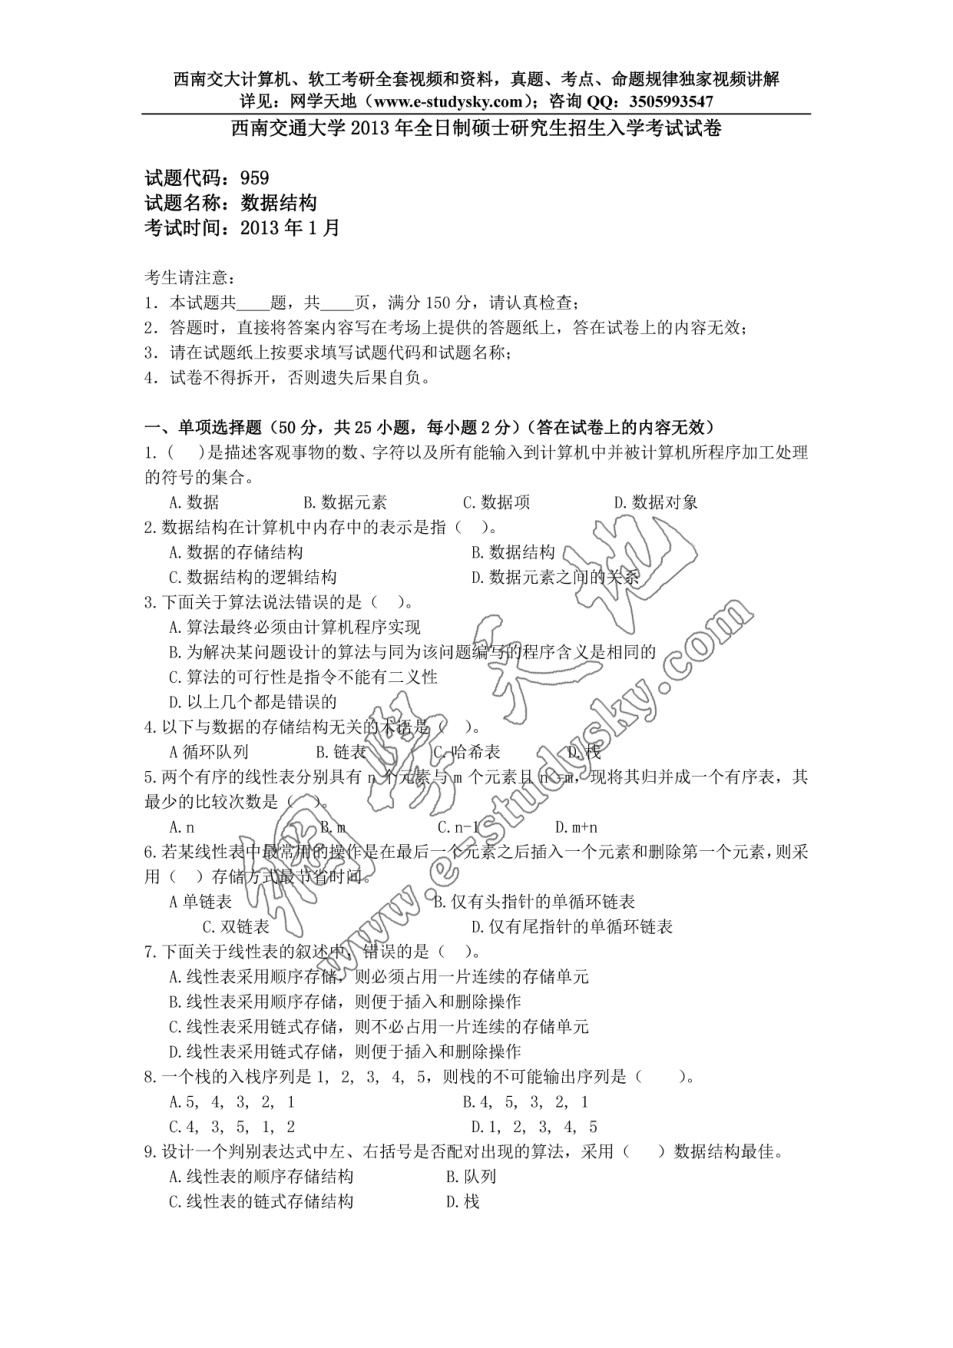 西南交大计算机、软工考研全套视频和资料，真题、考点、命题规律独家视频讲解
详见：网学天地（www.e-studysky.com）；咨询 QQ：3505993547
西南交通大学 2013 年全日制硕士研究生招生入学考试试卷
试题代码：959
试题名称：数据结构
考试时间：2013 年 1 月
考生请注意：
1．本试题共____题，共____页，满分 150 分，请认真检查；
2．答题时，直接将答案内容写在考场上提供的答题纸上，答在试卷上的内容无效；
3．请在试题纸上按要求填写试题代码和试题名称；
4．试卷不得拆开，否则遗失后果自负。
一、单项选择题（50 分，共 25 小题，每小题 2 分）（答在试卷上的内容无效）
1.（ ）是描述客观事物的数、字符以及所有能输入到计算机中并被计算机所程序加工处理
的符号的集合。
A.数据 B.数据元素 C.数据项 D.数据对象
2.数据结构在计算机中内存中的表示是指（ ）。
A.数据的存储结构 B.数据结构
C.数据结构的逻辑结构 D.数据元素之间的关系
3.下面关于算法说法错误的是（ ）。
A.算法最终必须由计算机程序实现
B.为解决某问题设计的算法与同为该问题编写的程序含义是相同的
C.算法的可行性是指令不能有二义性
D.以上几个都是错误的
4.以下与数据的存储结构无关的术语是（ ）。
A 循环队列 B.链表 C.哈希表 D.栈
5.两个有序的线性表分别具有 n 个元素与 m 个元素且 n<=m，现将其归并成一个有序表，其
最少的比较次数是（ ）。
A.n B.m C.n-1 D.m+n
6.若某线性表中最常用的操作是在最后一个元素之后插入一个元素和删除第一个元素，则采
用（ ）存储方式最节省时间。
A 单链表 B.仅有头指针的单循环链表
C.双链表 D.仅有尾指针的单循环链表
7.下面关于线性表的叙述中，错误的是（ ）。
A.线性表采用顺序存储，则必须占用一片连续的存储单元
B.线性表采用顺序存储，则便于插入和删除操作
C.线性表采用链式存储，则不必占用一片连续的存储单元
D.线性表采用链式存储，则便于插入和删除操作
8.一个栈的入栈序列是 1，2，3，4，5，则栈的不可能输出序列是（ ）。
A.5，4，3，2，1 B.4，5，3，2，1
C.4，3，5，1，2 D.1，2，3，4，5
9.设计一个判别表达式中左、右括号是否配对出现的算法，采用（ ）数据结构最佳。
A.线性表的顺序存储结构 B.队列
C.线性表的链式存储结构 D.栈
網學天地
www.e-studysky.com